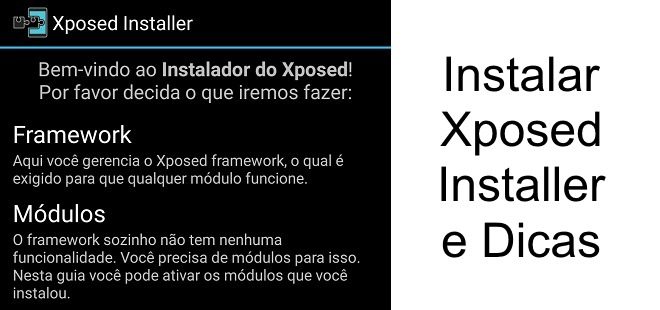 Xposed Installer
Bem-vindo ao Instalador do Xposed!
Por favor decida o que iremos fazer:
Framework
Aqui você gerencia o Xposed framework, o qual é
exigido para que qualquer módulo funcione.
Módulos
O framework sozinho não tem nenhuma
funcionalidade. Você precisa de módulos para isso.
Nesta guia você pode ativar os módulos que você
instalou.
Instalar
Xposed
Installer
e Dicas